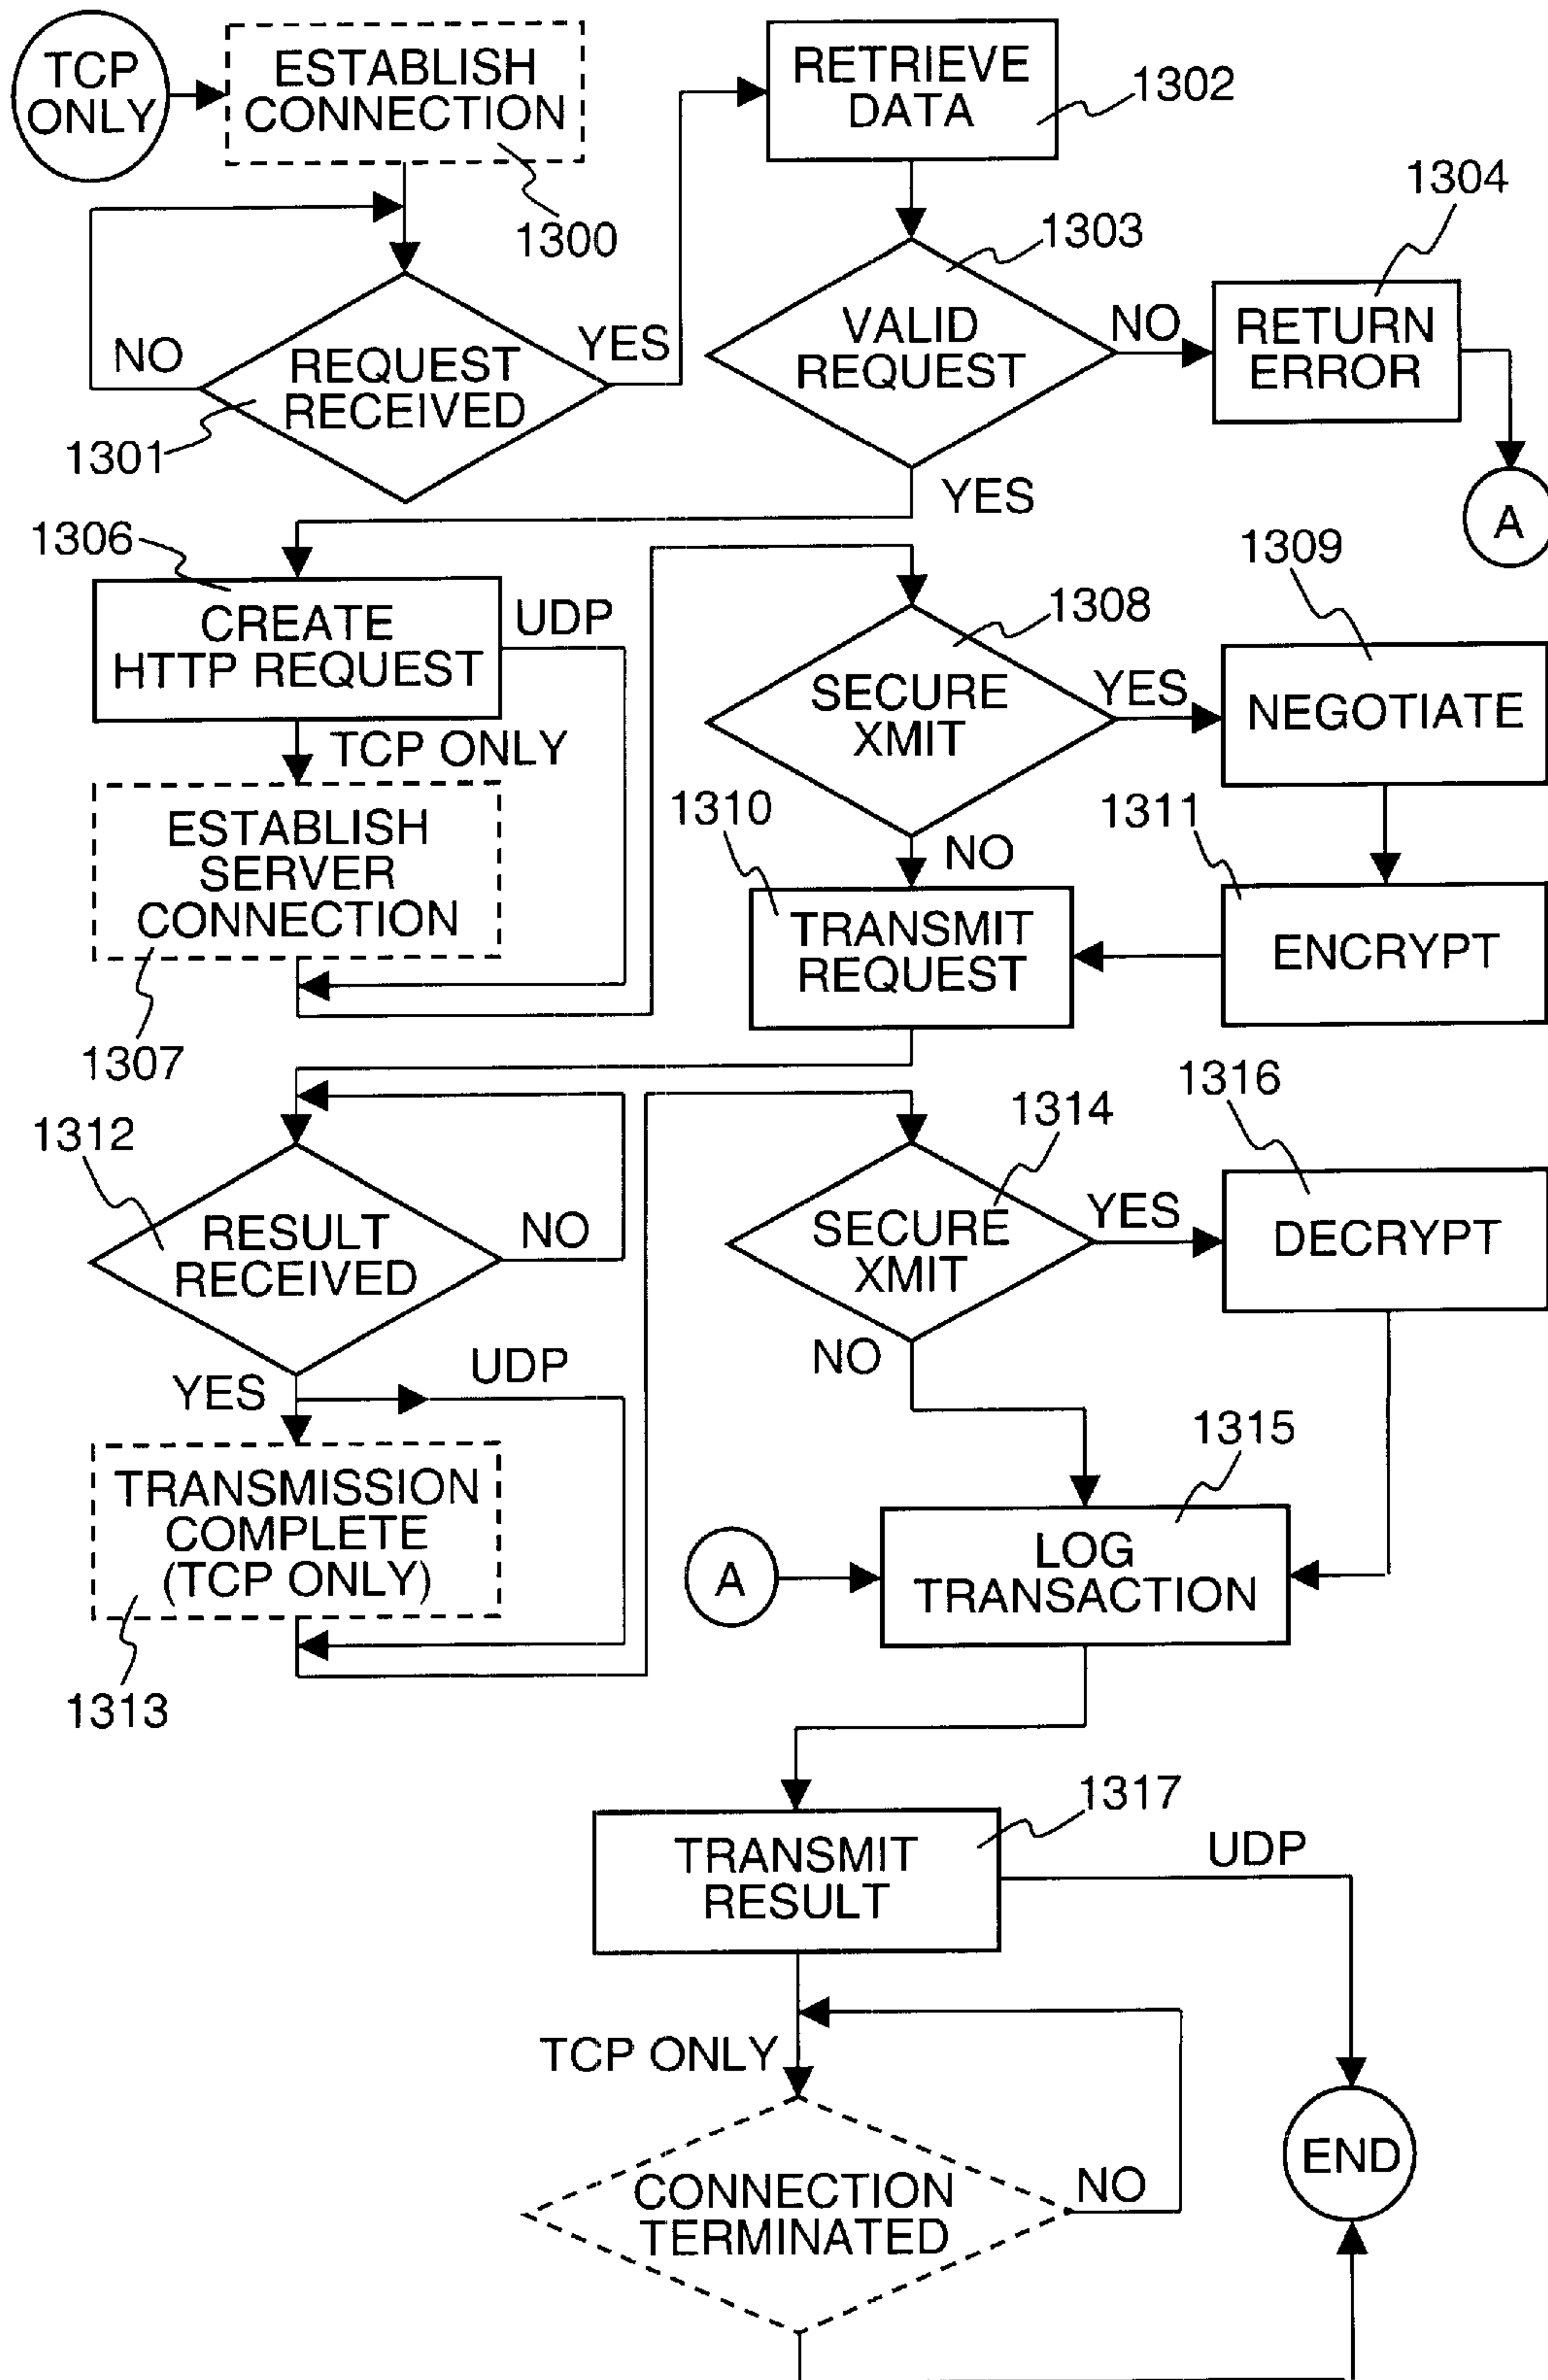 TCP
ONLY
ESTABLISH
CONNECTION
1300
RETRIEVE
DATA
1302
1304
1303
NO
REQUEST
RECEIVED
YES
1301
VALID
REQUEST
NO
RETURN
ERROR
YES
A
1306
CREATE
HTTP REQUEST
UDP
TCP ONLY
ESTABLISH
SERVER
CONNECTION
1307
1308
SECURE
XMIT
YES
1309
NEGOTIATE
NO
1310
TRANSMIT
REQUEST
1311
ENCRYPT
1312
RESULT
RECEIVED
NO
YES
UDP
TRANSMISSION
COMPLETE
(TCP ONLY)
1313
1314
SECURE
XMIT
YES
1316
DECRYPT
NO
1315
A
LOG
TRANSACTION
1317
TRANSMIT
RESULT
UDP
TCP ONLY
CONNECTION
TERMINATED
NO
END